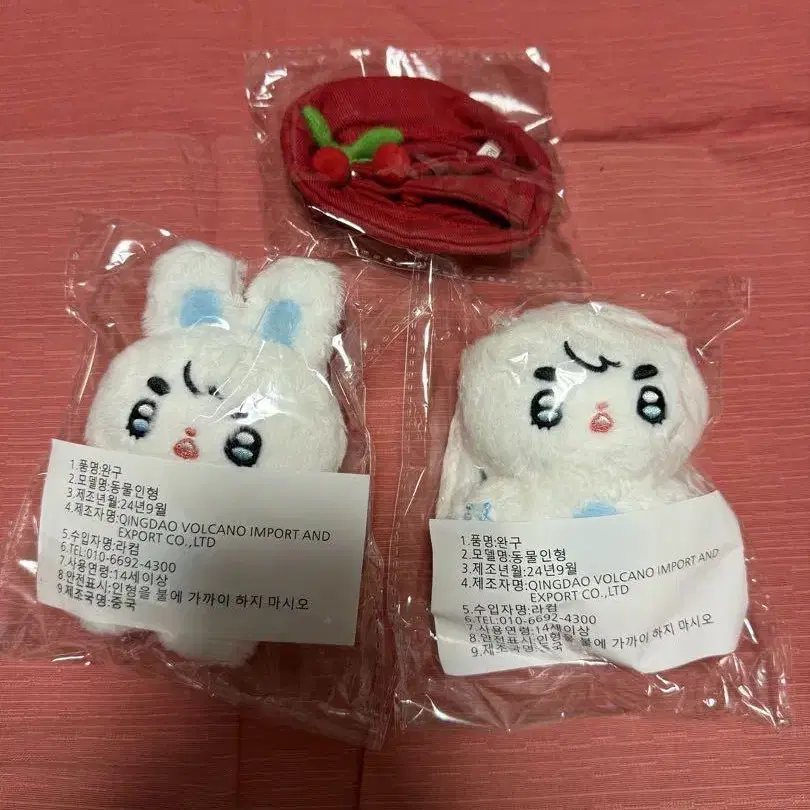 1.품명:완구
2.모델명:동물인형
3.제조년월:24년9월
4.제조자명:QINGDAO VOLCANO IMPORT AND
EXPORT CO.,LTD
5.수입자명:라컴
6.TEL:010-6692-4300
7.사용연령:14세이상
8.안전표시:인형을 불에 가까이 하지 마시오
9.제조국명:중국
1.품명:완구
2.모델명:동물인형
3.제조년월:24년9월
4.제조자명:QINGDAO VOLCANO IMPORT AND
EXPORT CO.,LTD
5.수입자명:라컴
6.TEL:010-6692-4300
7.사용연령:14세이상
8.안전표시:인형을 불에 가까이 하지 마시오
9.제조국명:중국